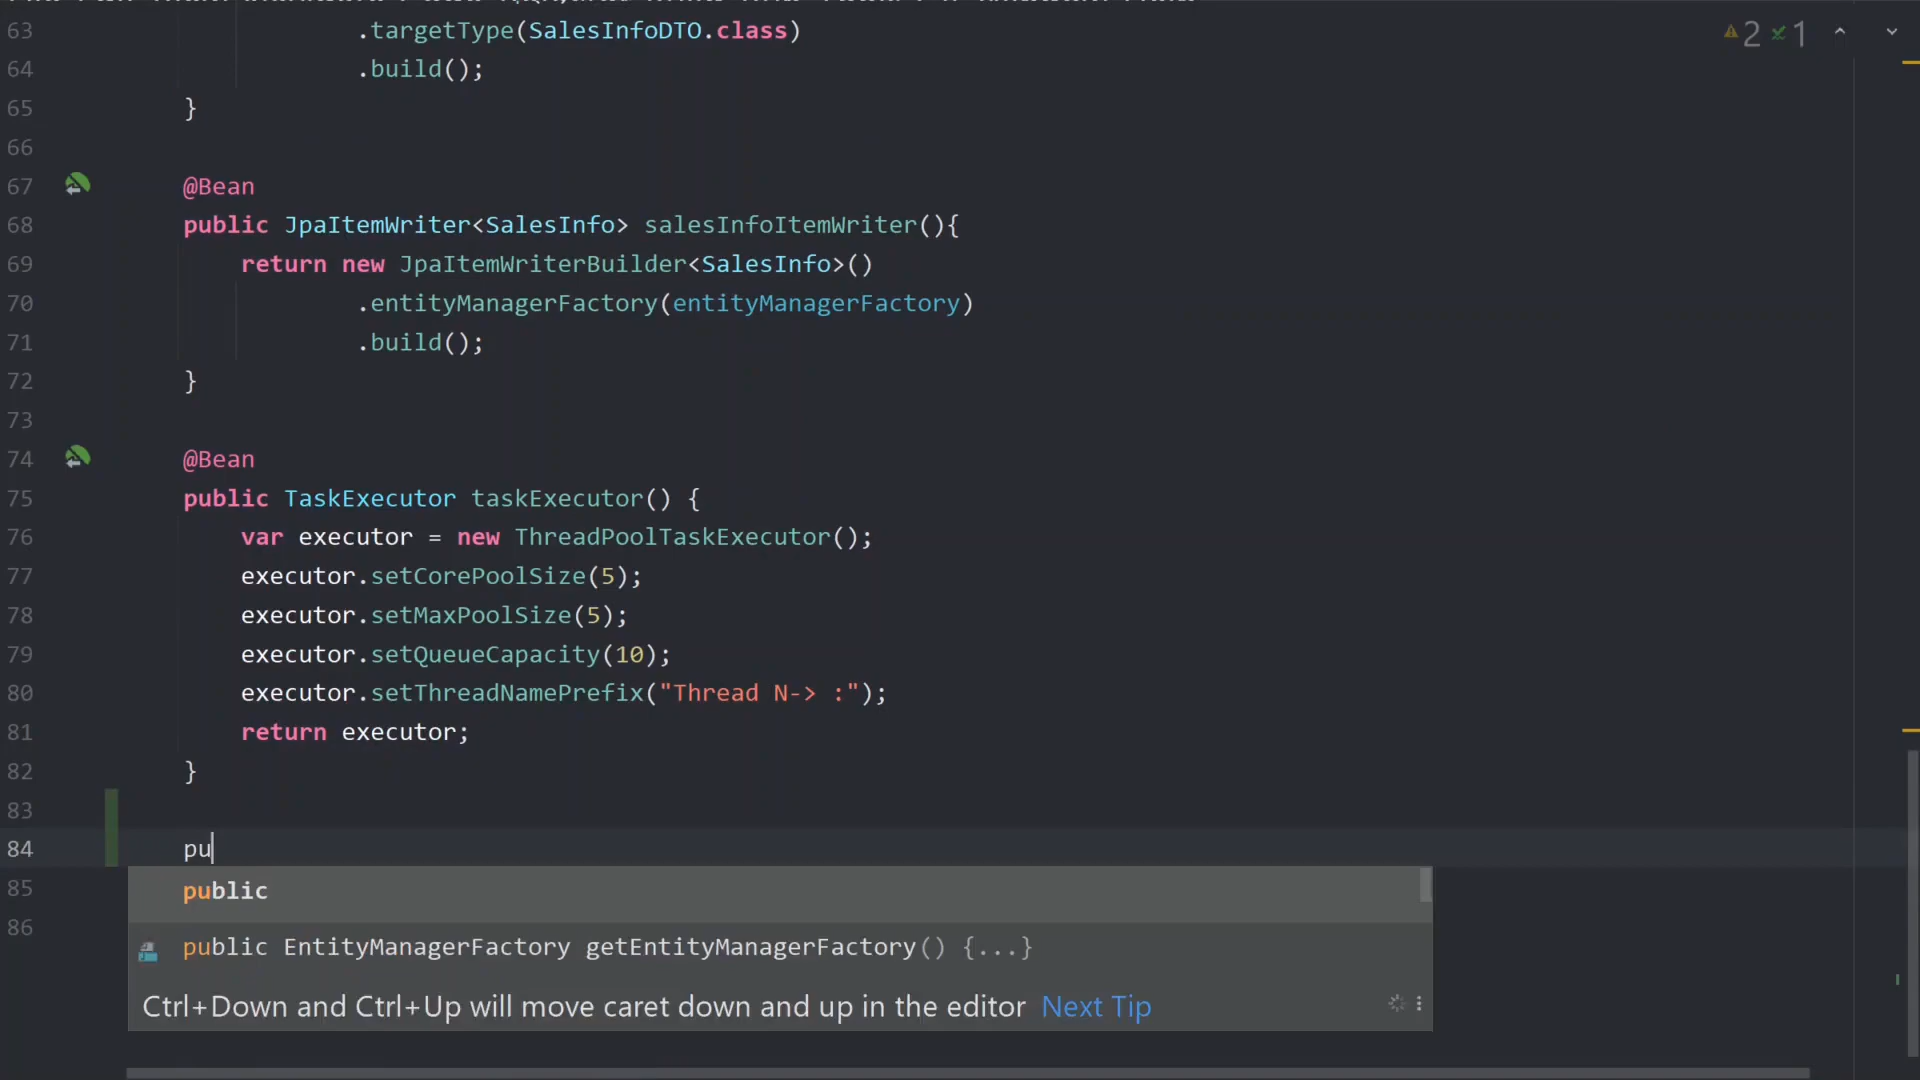 63 .targetType(SalesInfoDTO.class)
2 1
64 .build();
65 }
66
67 @Bean
68 public JpaItemWriter<SalesInfo> salesInfoItemWriter(){
69 return new JpaItemWriterBuilder<SalesInfo>()
70 .entityManagerFactory(entityManagerFactory)
71 .build();
72 }
73
74 @Bean
75 public TaskExecutor taskExecutor() {
76 var executor = new ThreadPoolTaskExecutor();
77 executor.setCorePoolSize(5);
78 executor.setMaxPoolSize(5);
79 executor.setQueueCapacity(10);
80 executor.setThreadNamePrefix("Thread N-> :");
81 return executor;
82 }
83
84 pu
85 public
86 public EntityManagerFactory getEntityManagerFactory() {...}
Ctrl+Down and Ctrl+Up will move caret down and up in the editor Next Tip